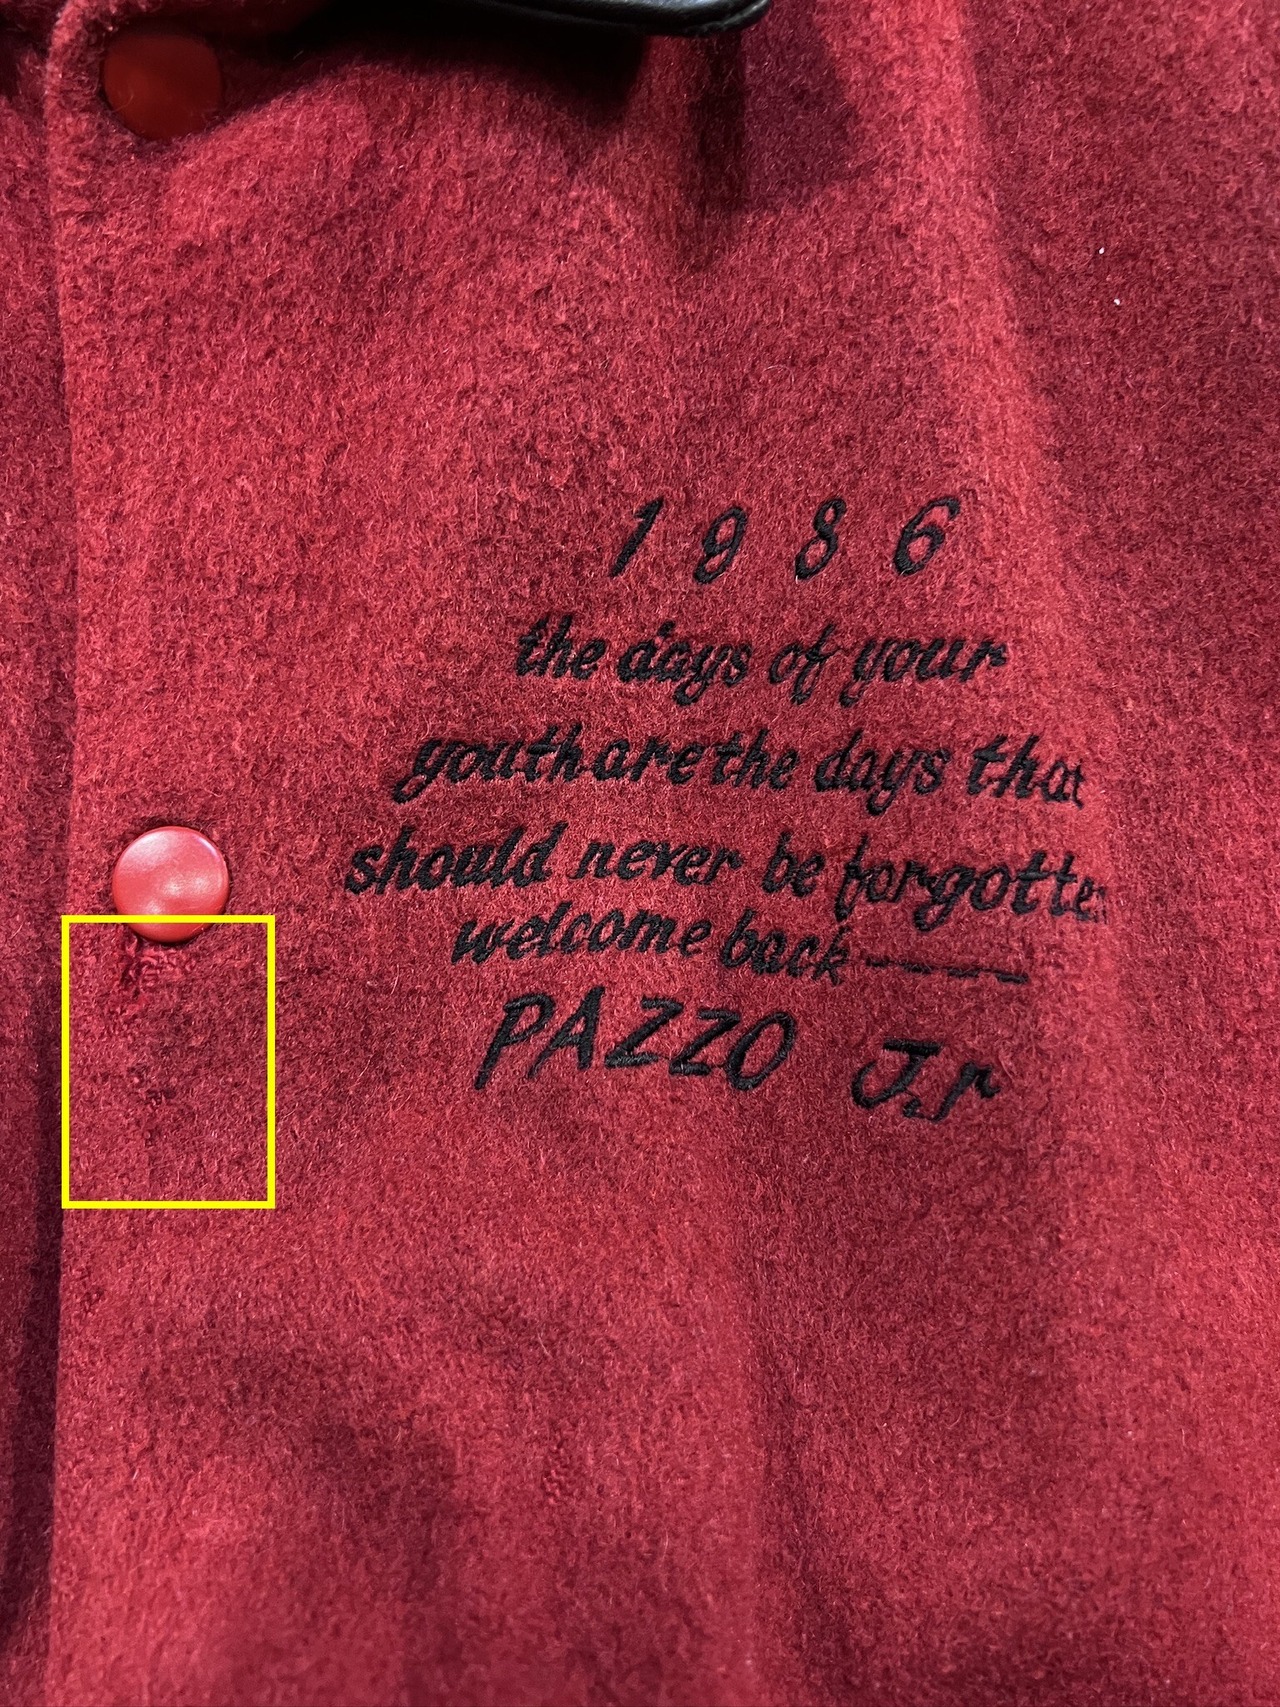 1986
the days of your
youth are the days that
should never be forgotten
welcome back——
PAZZO J.r